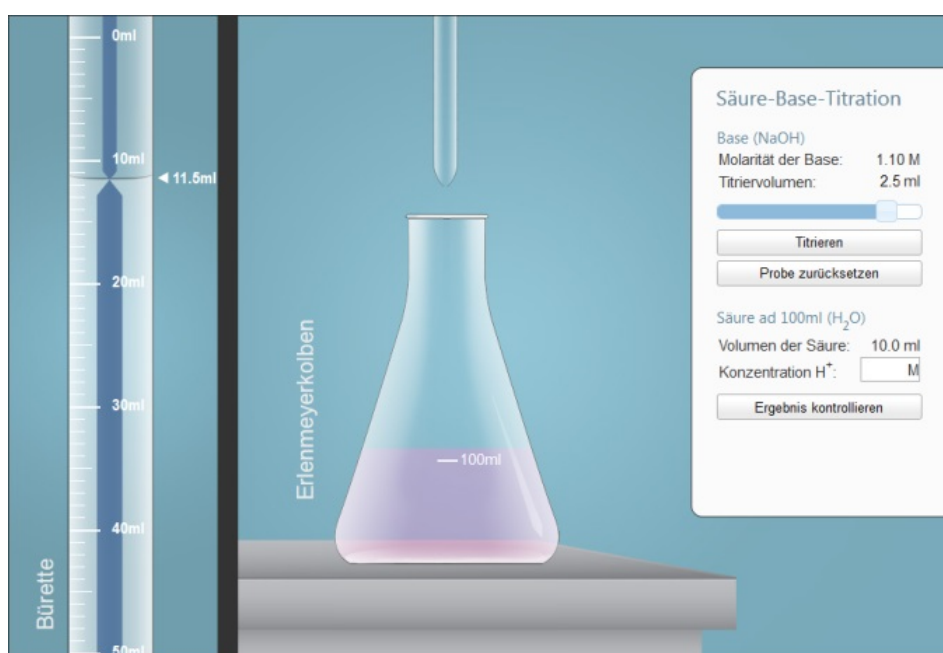 0ml
10ml
◄ 11.5ml
20ml
30ml
40ml
50ml
Bürette
Erlenmeyerkolben
100ml
Säure-Base-Titration
Base (NaOH)
Molarität der Base: 1.10 M
Titriervolumen: 2.5 ml
Titrieren
Probe zurücksetzen
Säure ad 100ml (H₂O)
Volumen der Säure: 10.0 ml
Konzentration H⁺: M
Ergebnis kontrollieren